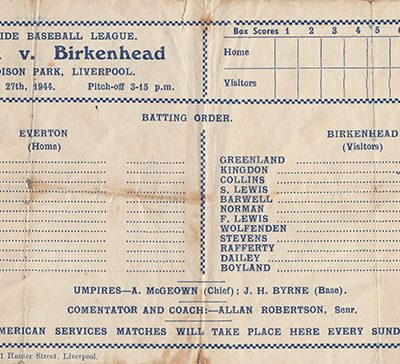 IDE BASEBALL LEAGUE.
v. Birkenhead
DISON PARK, LIVERPOOL.
27th, 1944. Pitch-off 3-15 p.m.
Box Scores 1 2 3 4 5 6
Home
Visitors
BATTING ORDER.
EVERTON
(Home)
BIRKENHEAD
(Visitors)
GREENLAND
KINGDON
COLLINS
S. LEWIS
BARWELL
NORMAN
F. LEWIS
WOLFENDEN
STEVENS
RAFFERTY
DAILEY
BOYLAND
UMPIRES—A. McGEOWN (Chief); J. H. BYRNE (Base).
COMENTATOR AND COACH:—ALLAN ROBERTSON, Senr.
MERICAN SERVICES MATCHES WILL TAKE PLACE HERE EVERY SUND
1 Hunter Street, Liverpool.